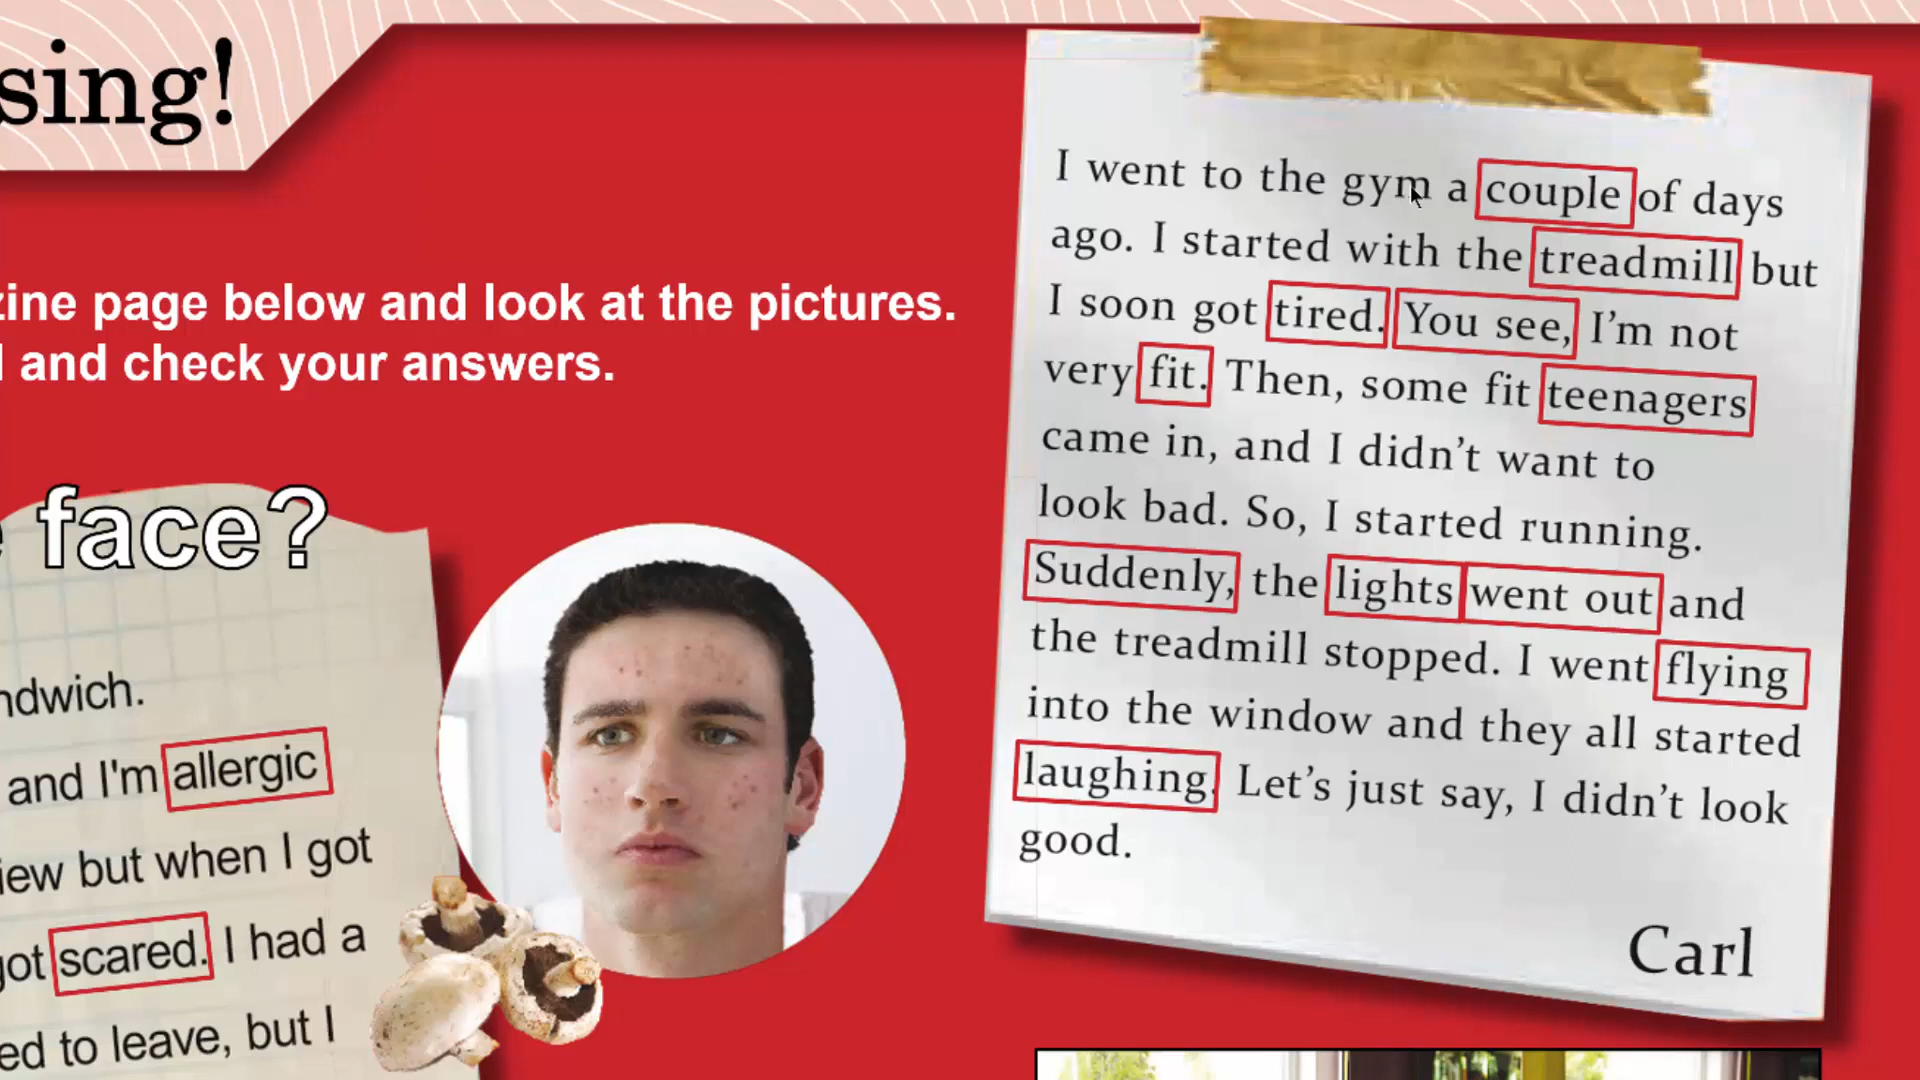 sing!
zine page below and look at the pictures.
and check your answers.
face?
ndwich.
and I'm allergic
iew but when I got
got scared. I had a
ed to leave, but I
I went to the gym a couple of days
ago. I started with the treadmill but
I soon got tired. You see, I'm not
very fit. Then, some fit teenagers
came in, and I didn't want to
look bad. So, I started running.
Suddenly, the lights went out and
the treadmill stopped. I went flying
into the window and they all started
laughing. Let's just say, I didn't look
good.
Carl